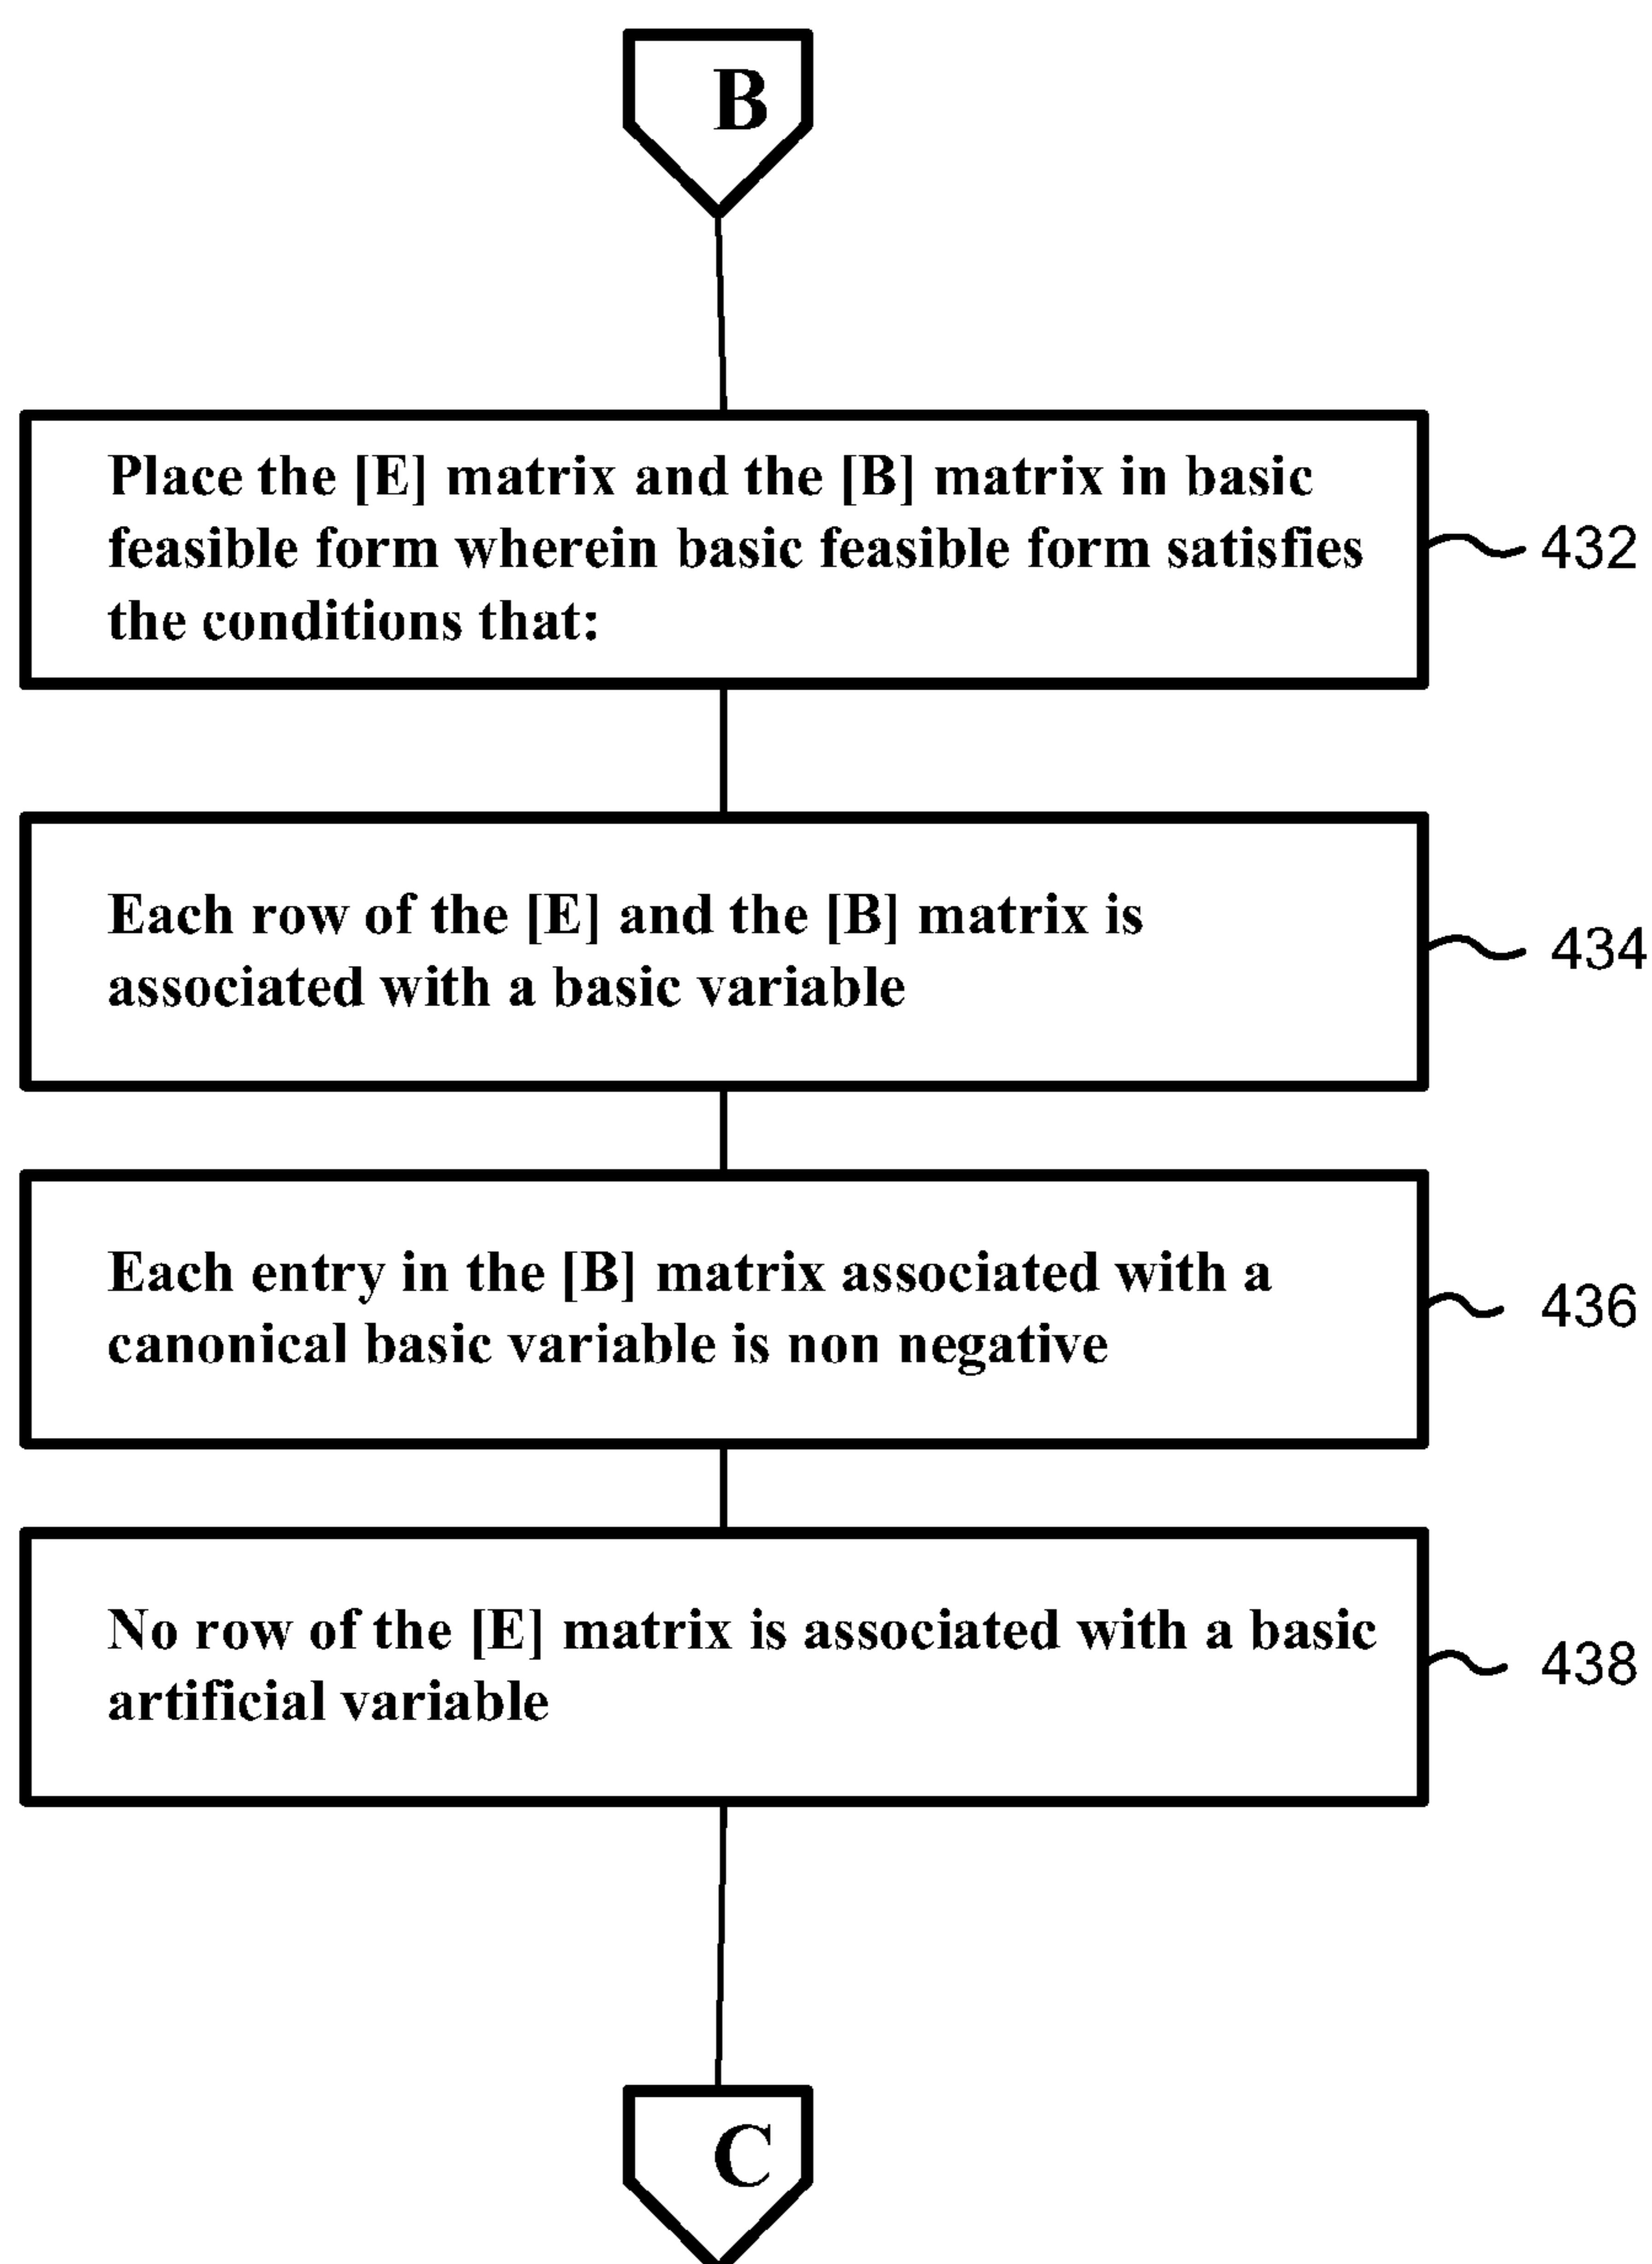 B
Place the [E] matrix and the [B] matrix in basic
feasible form wherein basic feasible form satisfies
the conditions that:
432
Each row of the [E] and the [B] matrix is
associated with a basic variable
434
Each entry in the [B] matrix associated with a
canonical basic variable is non negative
436
No row of the [E] matrix is associated with a basic
artificial variable
438
C